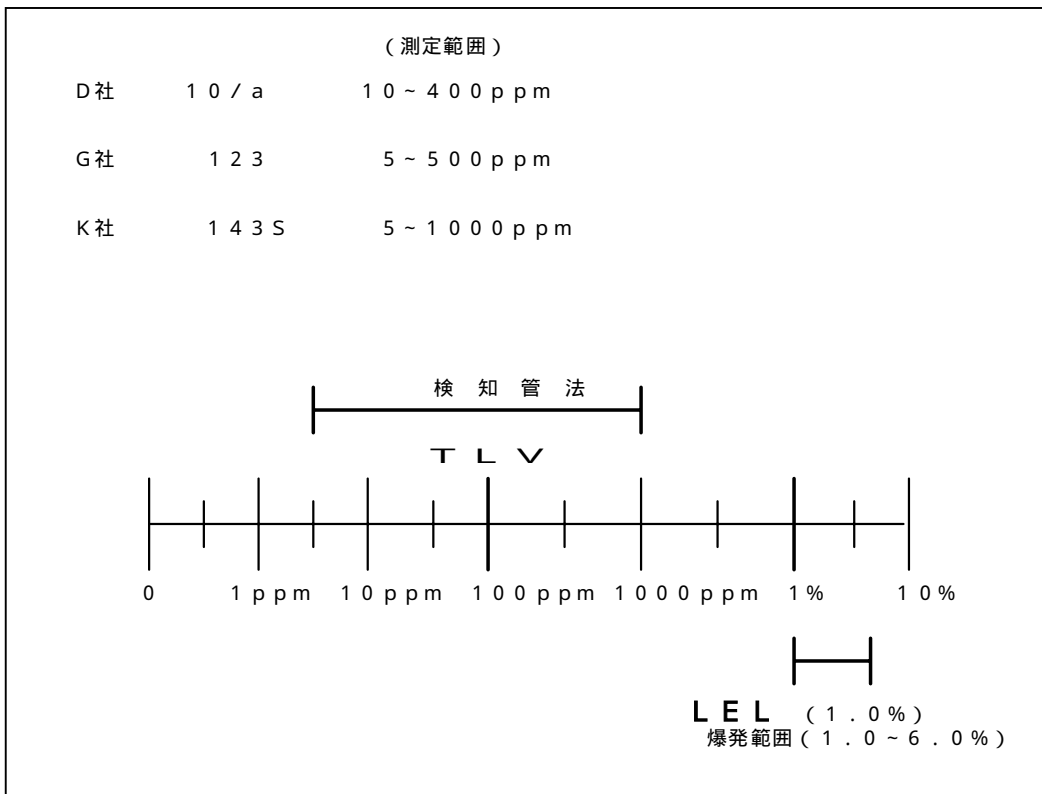 （測定範囲）
D社 １０/a １０~４００ppm
G社 １２３ ５~５００ppm
K社 １４３S ５~１０００ppm
検知管法
ＴＬＶ
０ １ppm １０ppm １００ppm １０００ppm １% １０%
ＬＥＬ （１.０%）
爆発範囲（１.０~６.０%）